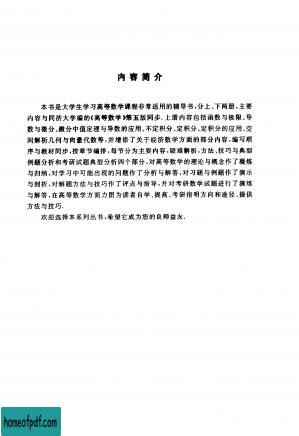 内 容 简 介
本书是大学生学习高等数学课程非常适用的辅导书,分上、下两册,主要
内容与同济大学编的《高等数学》第五版同步。上册内容包括函数与极限、导
数与微分、微分中值定理与导数的应用、不定积分、定积分、定积分的应用、空
间解析几何与向量代数等,并增添了关于经济数学方面的部分内容,编写顺
序与教材同步,按章节编排,每节分为主要内容、疑难解析、方法、技巧与典型
例题分析和考研试题典型分析四个部分,对高等数学的理论与概念作了凝炼
与归纳,对学习中可能出现的问题作了分析与解答,对习题与例题作了演示
与剖析,对解题方法与技巧作了评点与指导,并对考研数学试题进行了演练
与解答,在高等数学方面力图为读者自学、提高、考研指明方向和途径、提供
方法与技巧。
欢迎选择本系列丛书,希望它成为您的良师益友。
homeofpdf.com